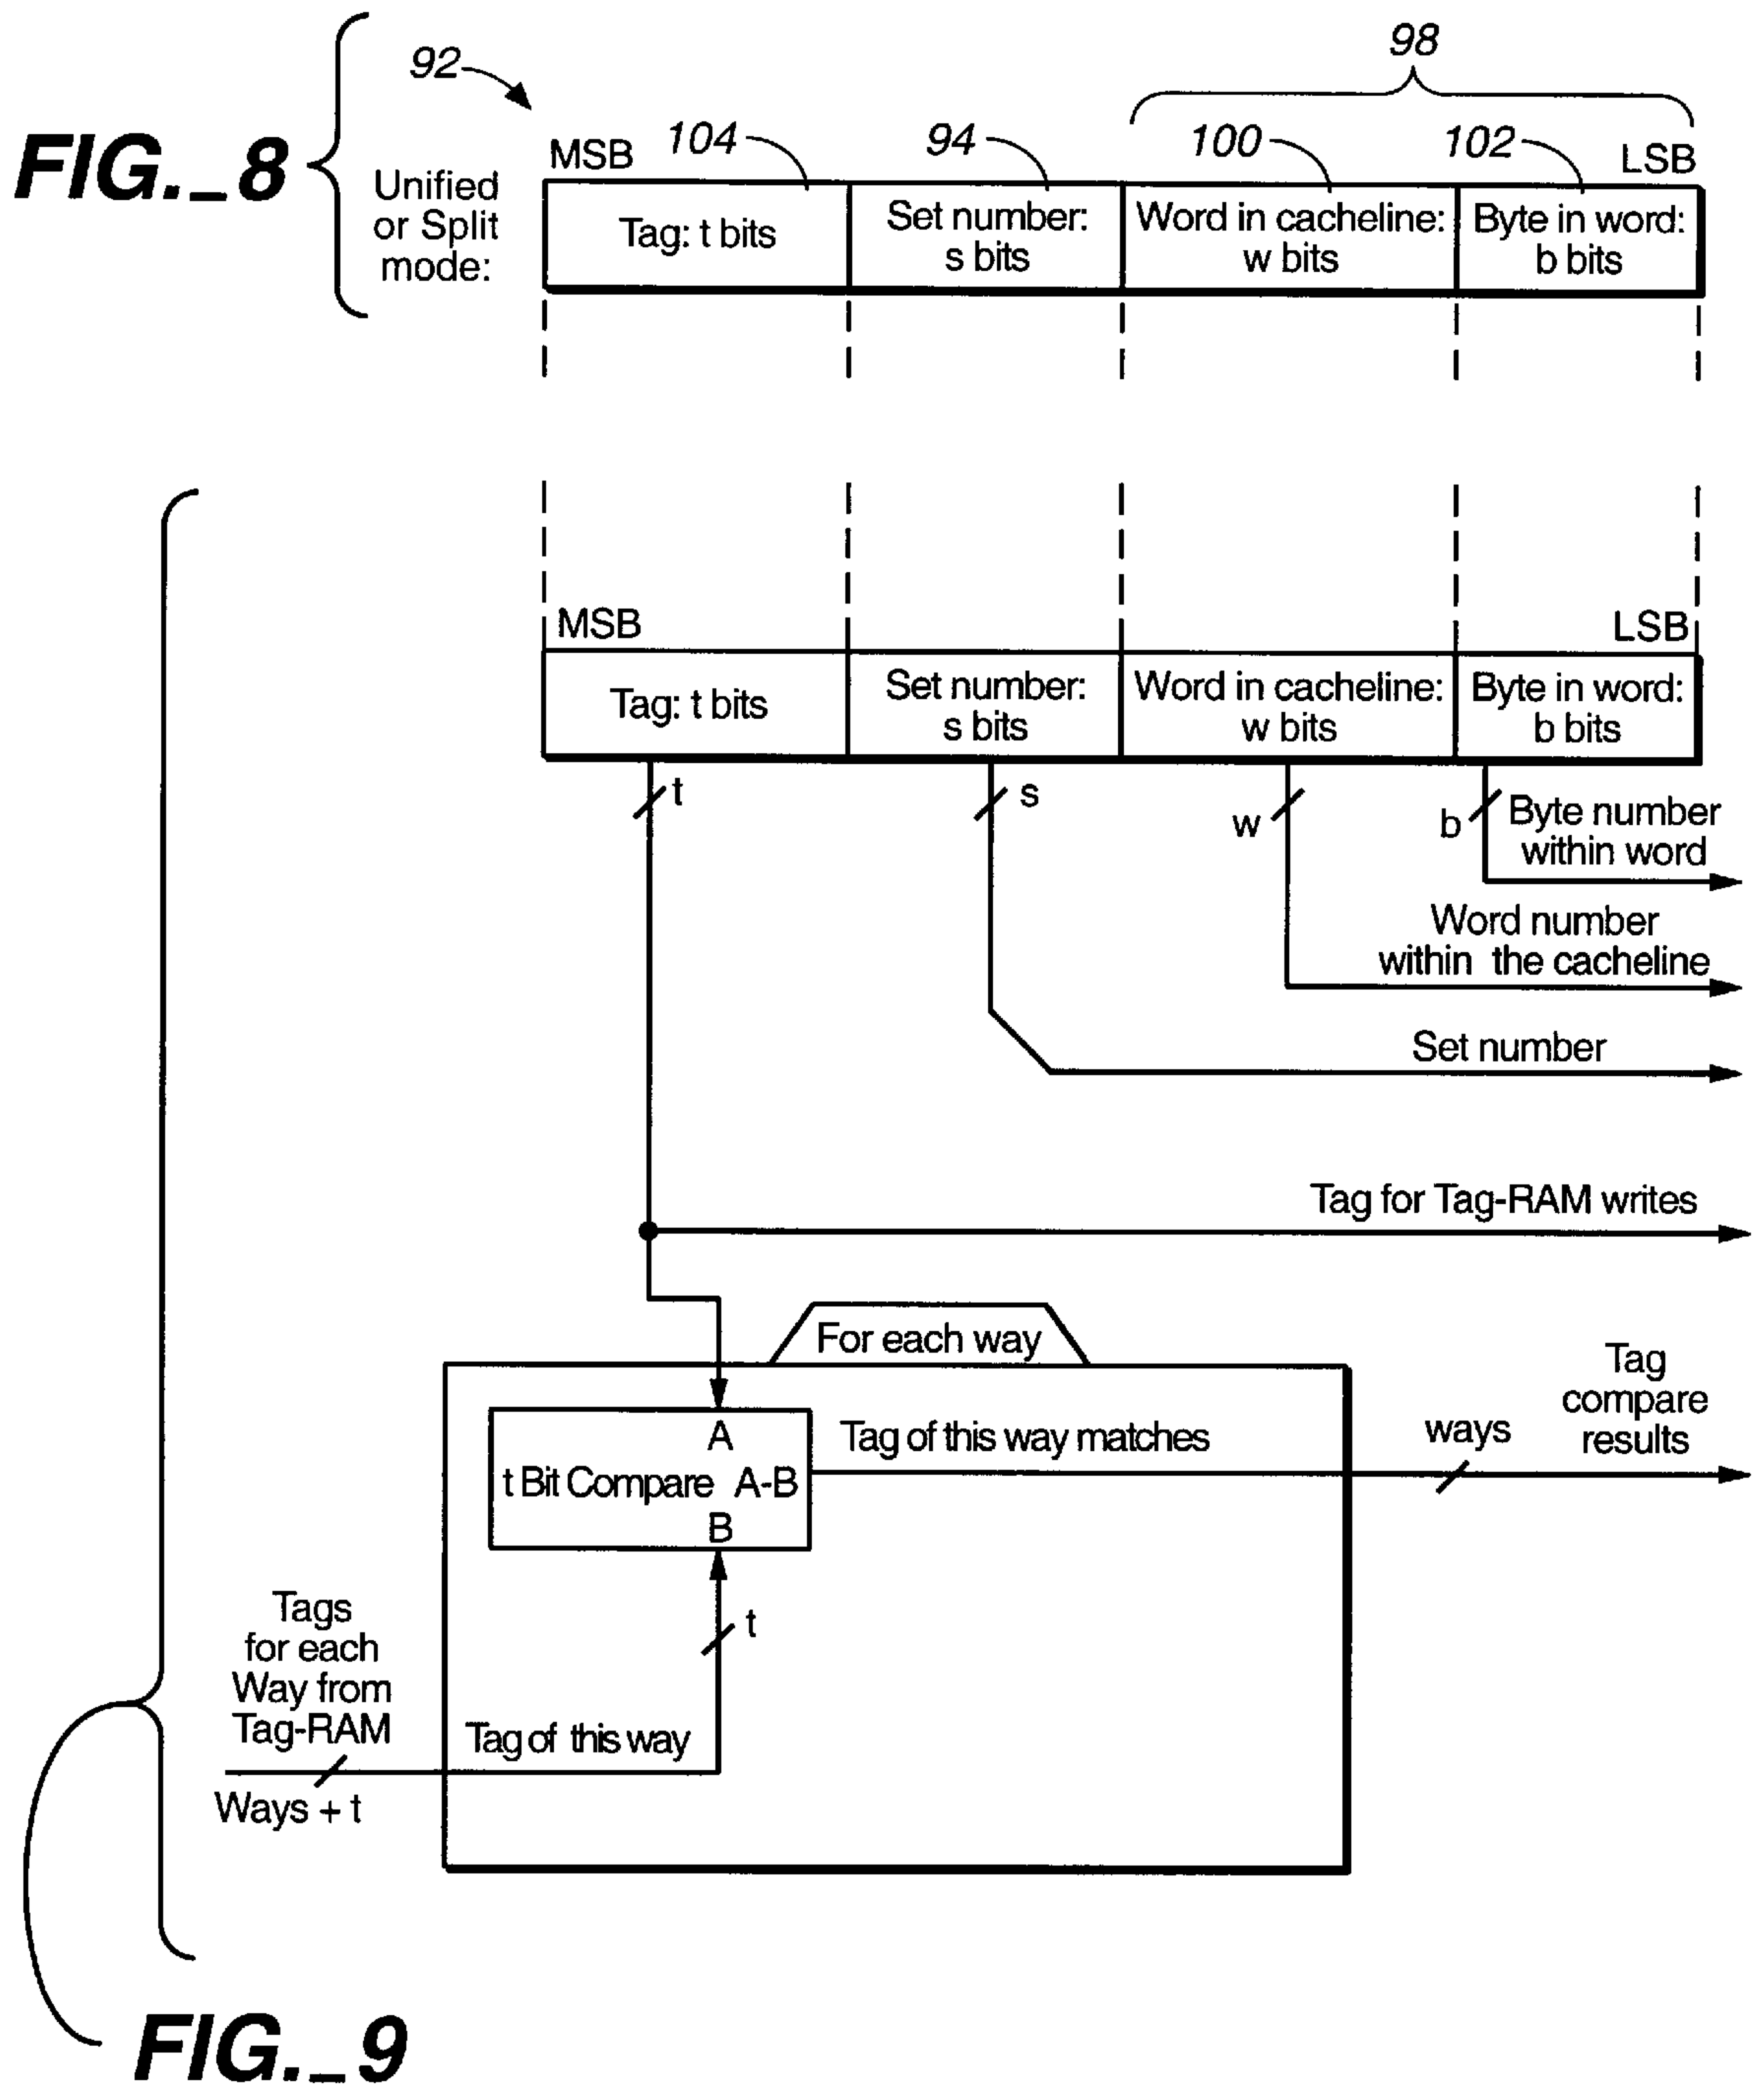 FIG._8
92
98
104
94
100
102
MSB
LSB
Unified
or Split
mode:
Tag: t bits
Set number:
s bits
Word in cacheline:
w bits
Byte in word:
b bits
MSB
LSB
Tag: t bits
Set number:
s bits
Word in cacheline:
w bits
Byte in word:
b bits
t
s
w
b
Byte number
within word
Word number
within the cacheline
Set number
Tag for Tag-RAM writes
For each way
A
t Bit Compare A-B
B
Tag of this way matches
ways
Tag
compare
results
t
Tags
for each
Way from
Tag-RAM
Tag of this way
Ways + t
FIG._9